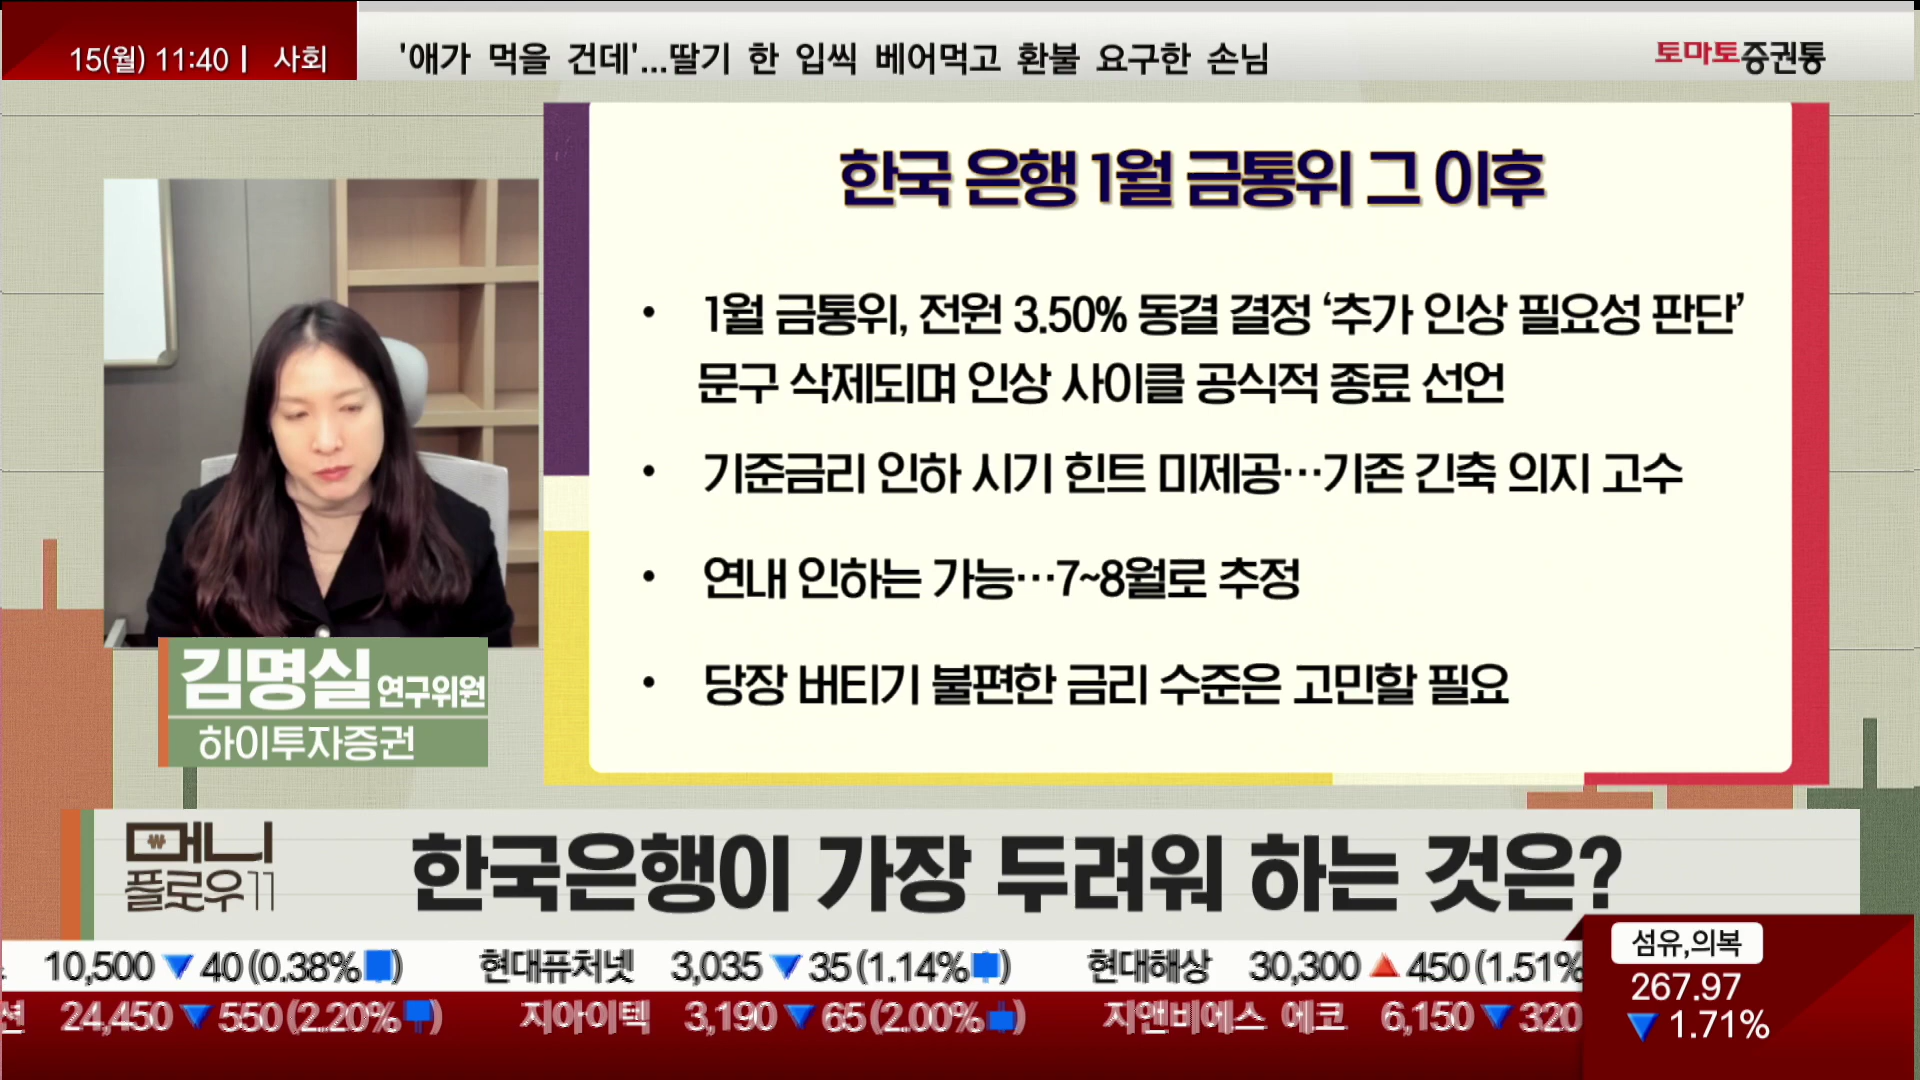 15(월) 11:40 | 사회
'애가 먹을 건데'...딸기 한 입씩 베어먹고 환불 요구한 손님
토마토증권통
한국 은행 1월 금통위 그 이후
• 1월 금통위, 전원 3.50% 동결 결정 ‘추가 인상 필요성 판단’
문구 삭제되며 인상 사이클 공식적 종료 선언
• 기준금리 인하 시기 힌트 미제공…기존 긴축 의지 고수
• 연내 인하는 가능…7~8월로 추정
• 당장 버티기 불편한 금리 수준은 고민할 필요
김명실 연구위원
하이투자증권
머니
플로우11
한국은행이 가장 두려워 하는 것은?
10,500 ▼ 40 (0.38%) 현대퓨처넷 3,035 ▼ 35 (1.14%) 현대해상 30,300 ▲ 450 (1.51%
션 24,450 ▼ 550 (2.20%) 지아이텍 3,190 ▼ 65 (2.00%) 지앤비에스 에코 6,150 ▼ 320
섬유,의복
267.97
▼ 1.71%